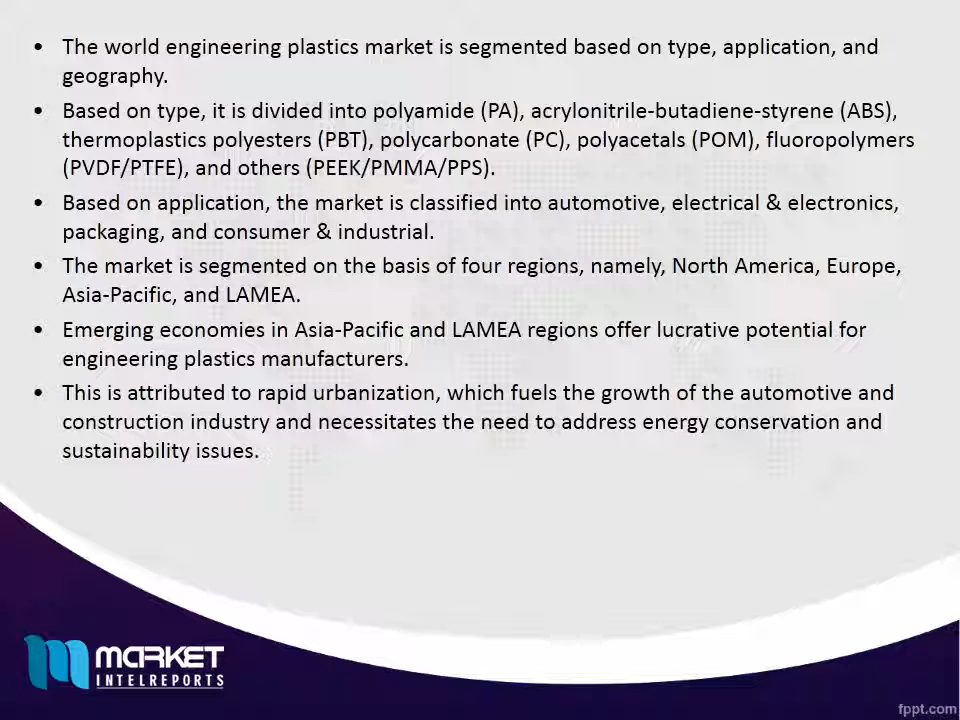 • The world engineering plastics market is segmented based on type, application, and
geography.
• Based on type, it is divided into polyamide (PA), acrylonitrile-butadiene-styrene (ABS),
thermoplastics polyesters (PBT), polycarbonate (PC), polyacetals (POM), fluoropolymers
(PVDF/PTFE), and others (PEEK/PMMA/PPS).
• Based on application, the market is classified into automotive, electrical & electronics,
packaging, and consumer & industrial.
• The market is segmented on the basis of four regions, namely, North America, Europe,
Asia-Pacific, and LAMEA.
• Emerging economies in Asia-Pacific and LAMEA regions offer lucrative potential for
engineering plastics manufacturers.
• This is attributed to rapid urbanization, which fuels the growth of the automotive and
construction industry and necessitates the need to address energy conservation and
sustainability issues.
MARKET
INTELREPORTS
fppt.com